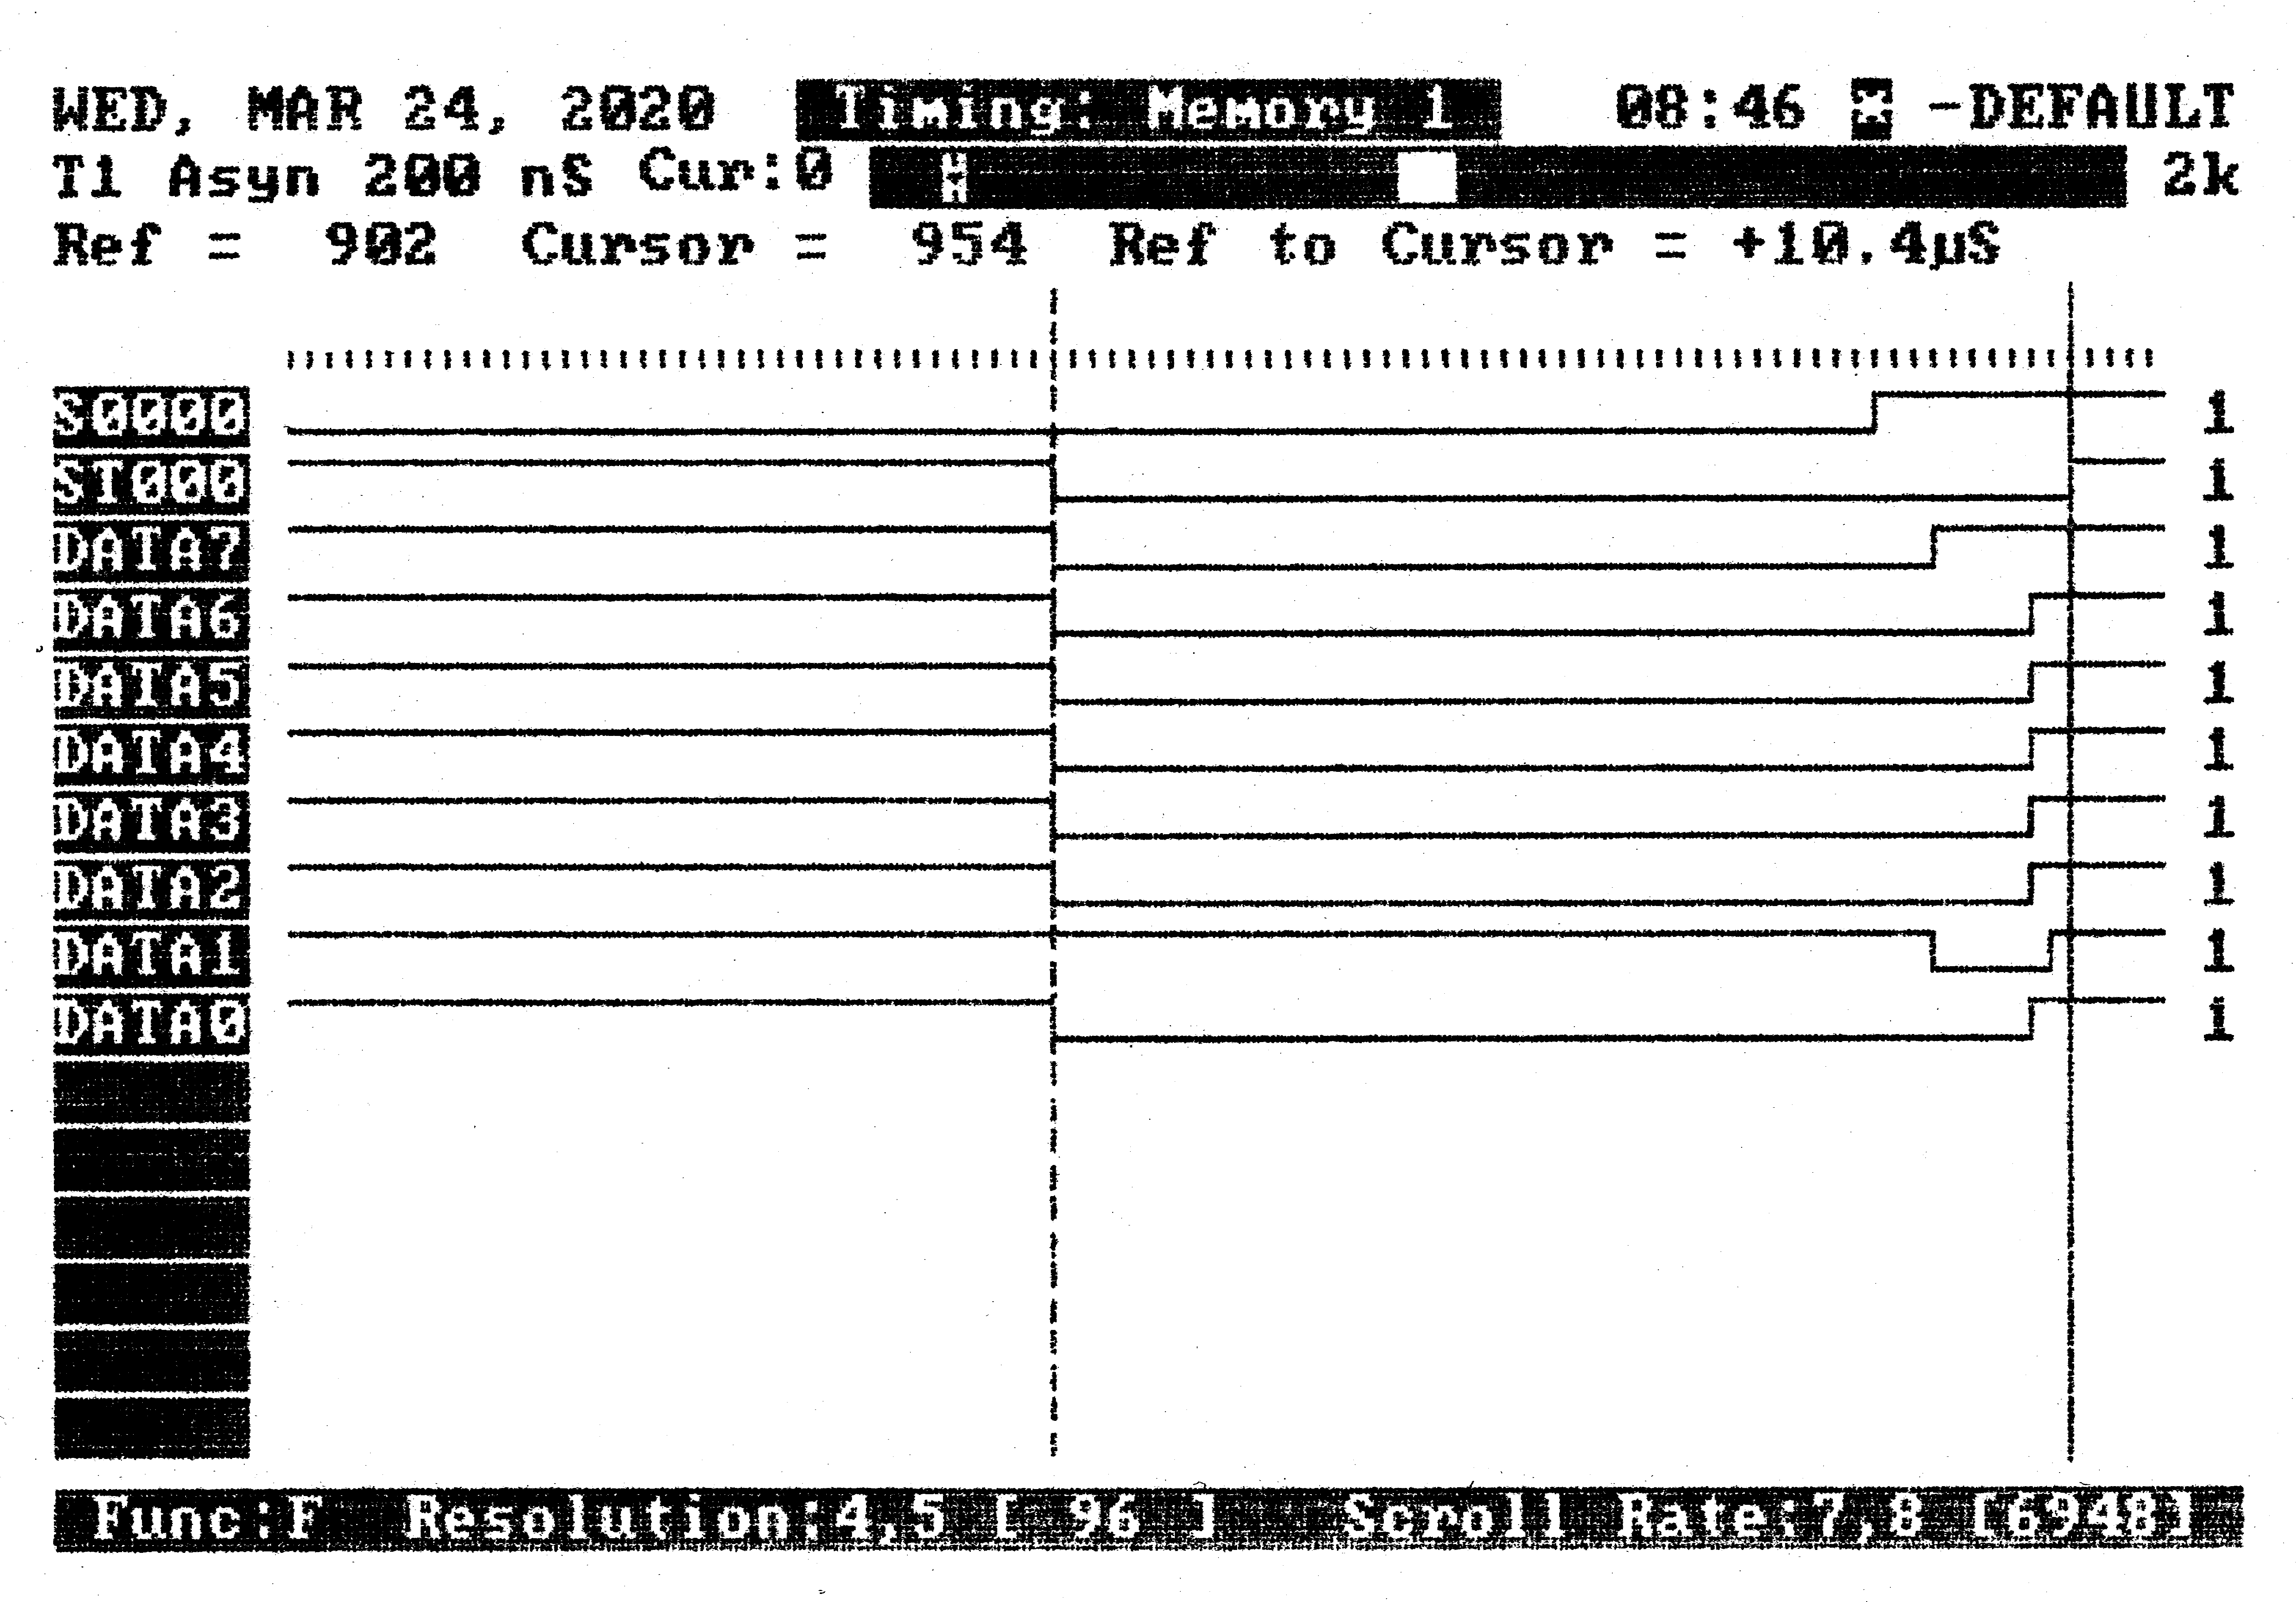 WED, MAR 24, 2020 Timing: Memory 1 08:46 -DEFAULT
T1 Asyn 200 nS Cur:0 2k
Ref = 902 Cursor = 954 Ref to Cursor = +10.4µS
S0000 1
ST000 1
DATA7 1
DATA6 1
DATA5 1
DATA4 1
DATA3 1
DATA2 1
DATA1 1
DATA0 1
Func:F Resolution:4,5 [ 96 ] Scroll Rate:7,8 [6948]